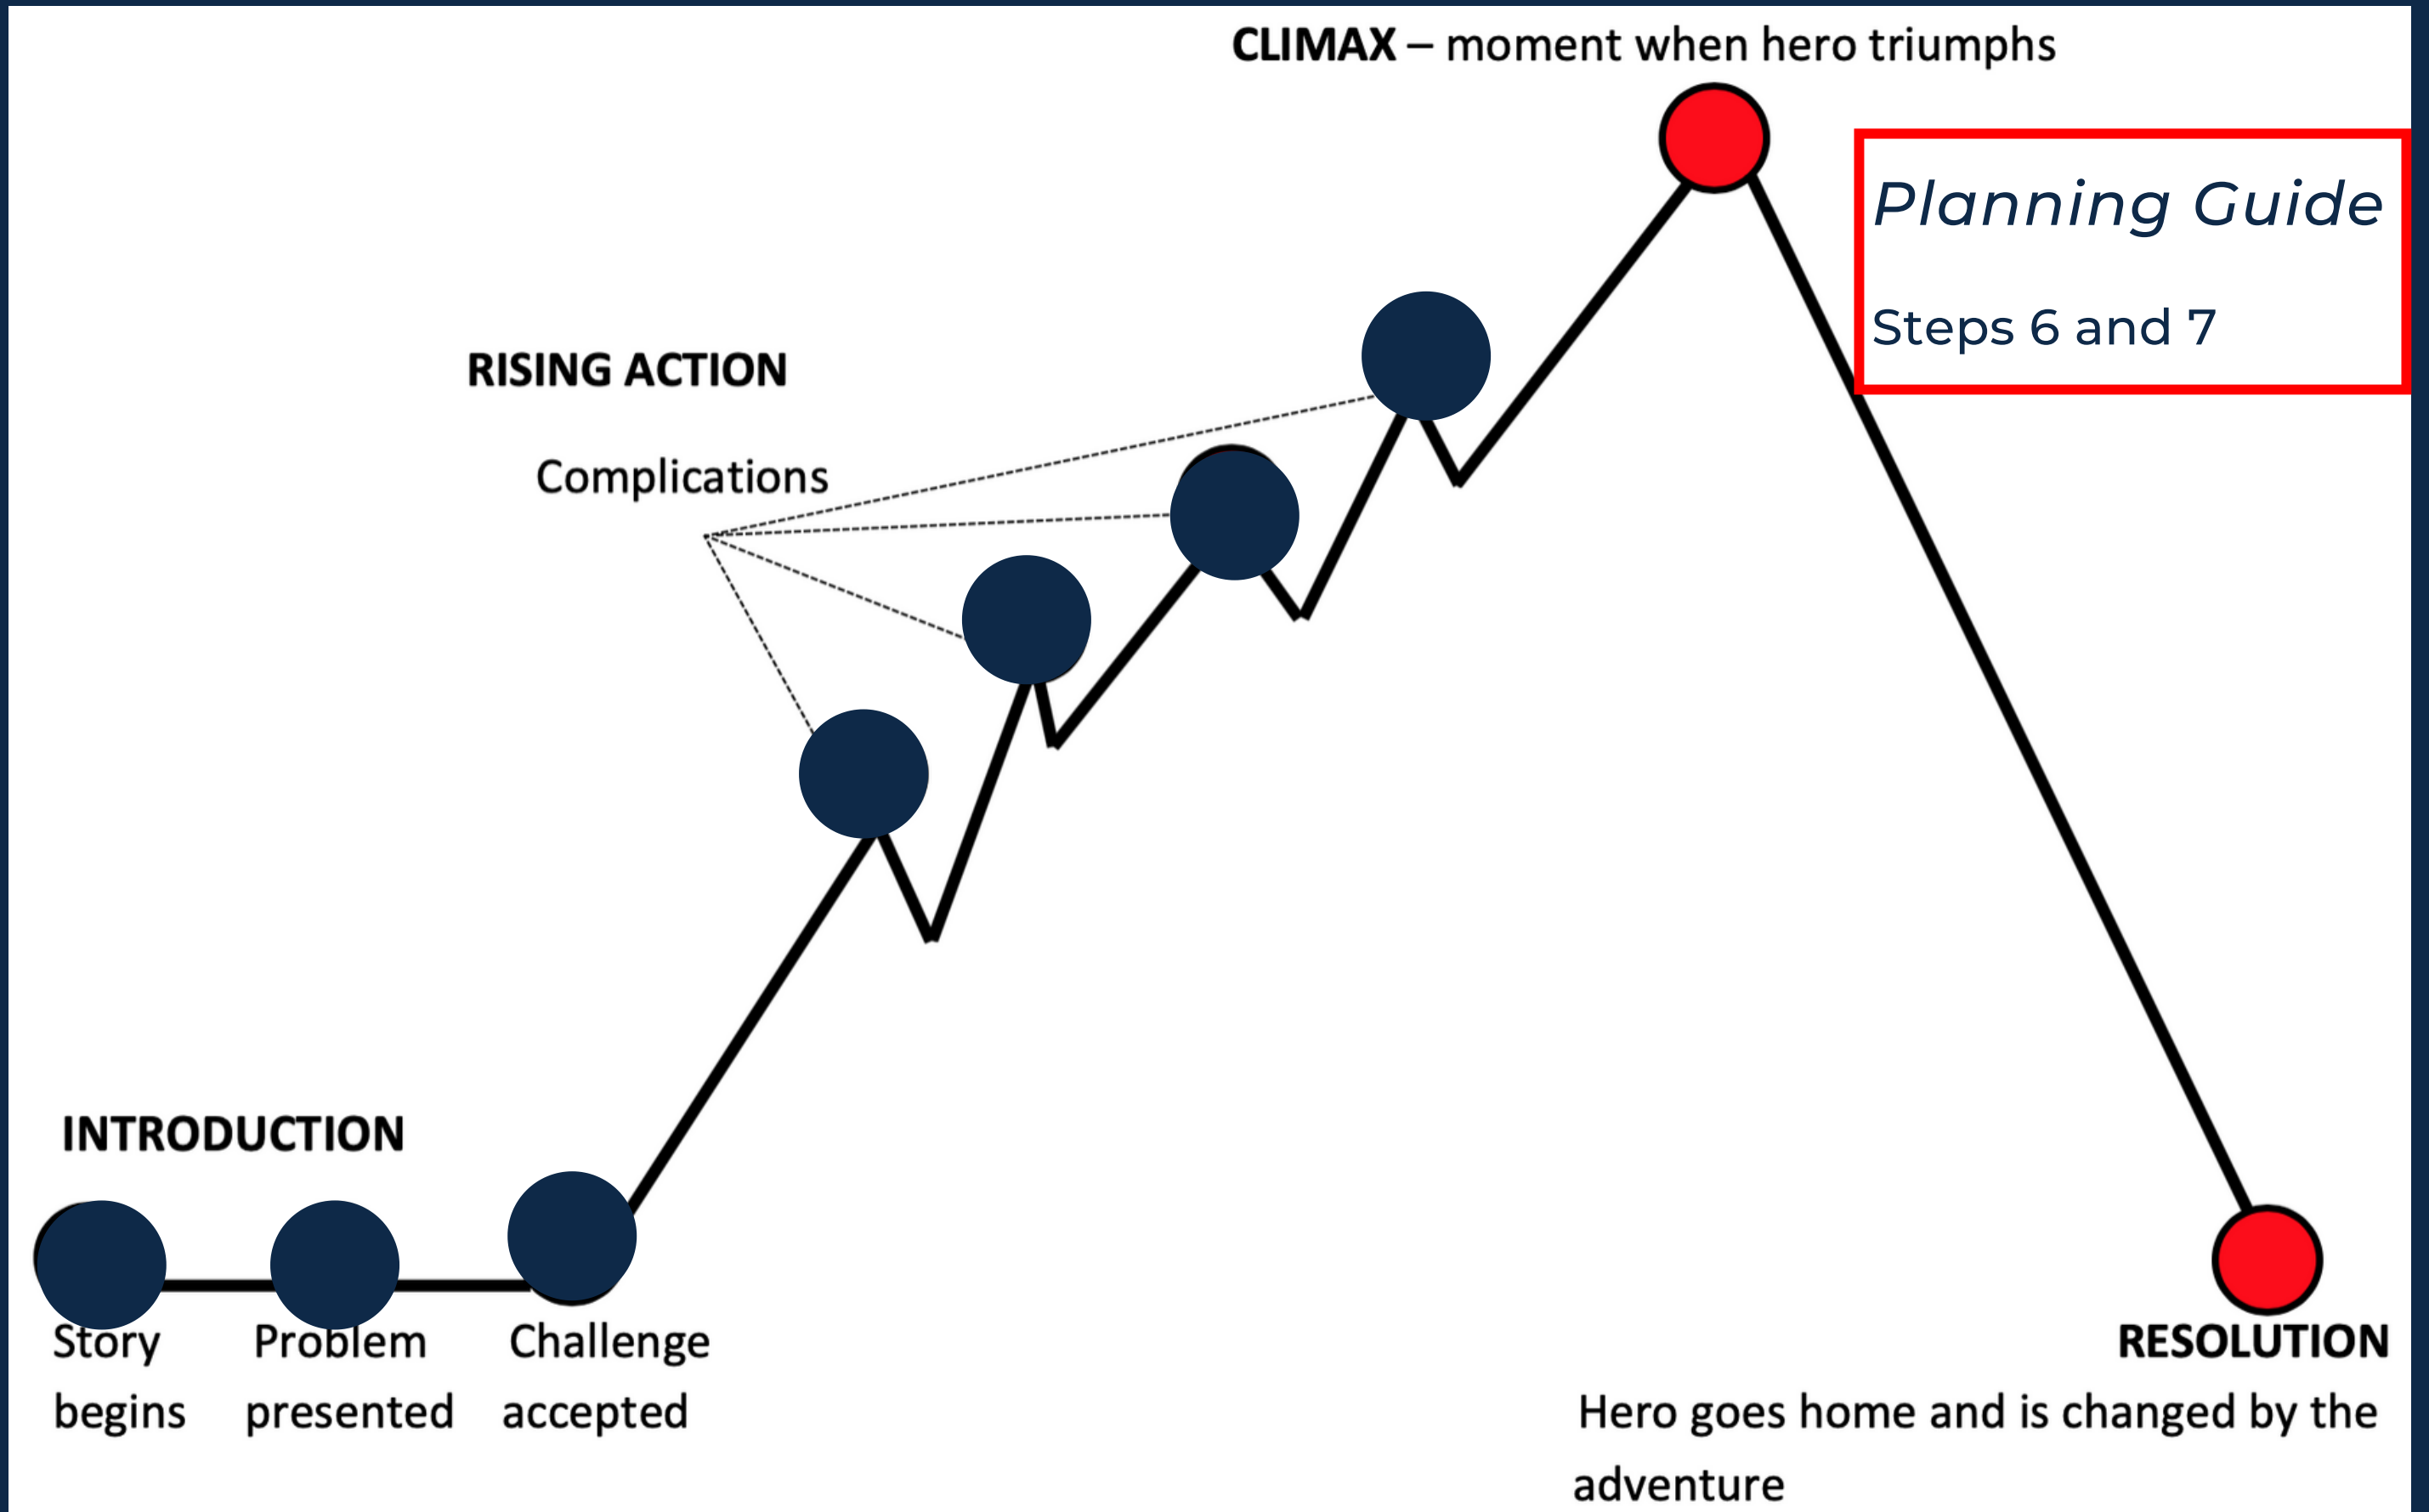 CLIMAX – moment when hero triumphs
Planning Guide
Steps 6 and 7
RISING ACTION
Complications
INTRODUCTION
Story begins
Problem presented
Challenge accepted
RESOLUTION
Hero goes home and is changed by the
adventure